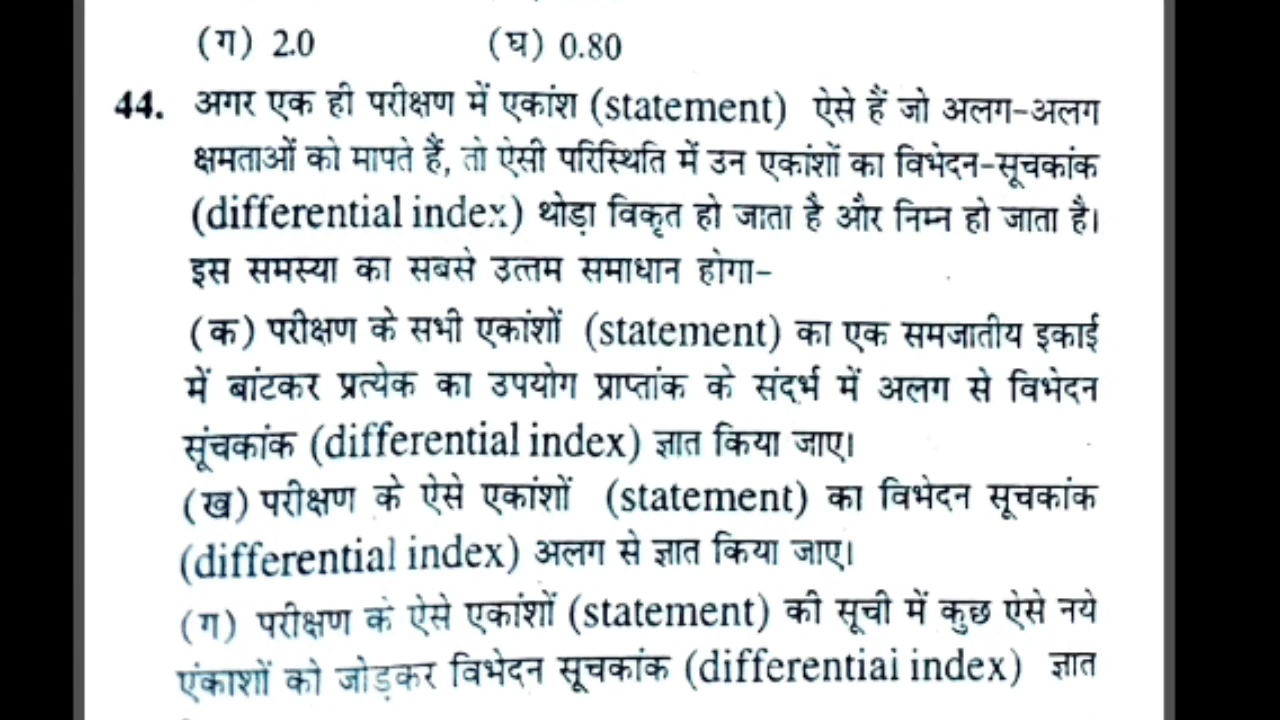 (ग) 2.0 (घ) 0.80
44. अगर एक ही परीक्षण में एकांश (statement) ऐसे हैं जो अलग-अलग
क्षमताओं को मापते हैं, तो ऐसी परिस्थिति में उन एकांशों का विभेदन-सूचकांक
(differential index) थोड़ा विकृत हो जाता है और निम्न हो जाता है।
इस समस्या का सबसे उत्तम समाधान होगा-
(क) परीक्षण के सभी एकांशों (statement) का एक समजातीय इकाई
में बांटकर प्रत्येक का उपयोग प्राप्तांक के संदर्भ में अलग से विभेदन
सूंचकांक (differential index) ज्ञात किया जाए।
(ख) परीक्षण के ऐसे एकांशों (statement) का विभेदन सूचकांक
(differential index) अलग से ज्ञात किया जाए।
(ग) परीक्षण के ऐसे एकांशों (statement) की सूची में कुछ ऐसे नये
एंकाशों को जोड़कर विभेदन सूचकांक (differential index) ज्ञात